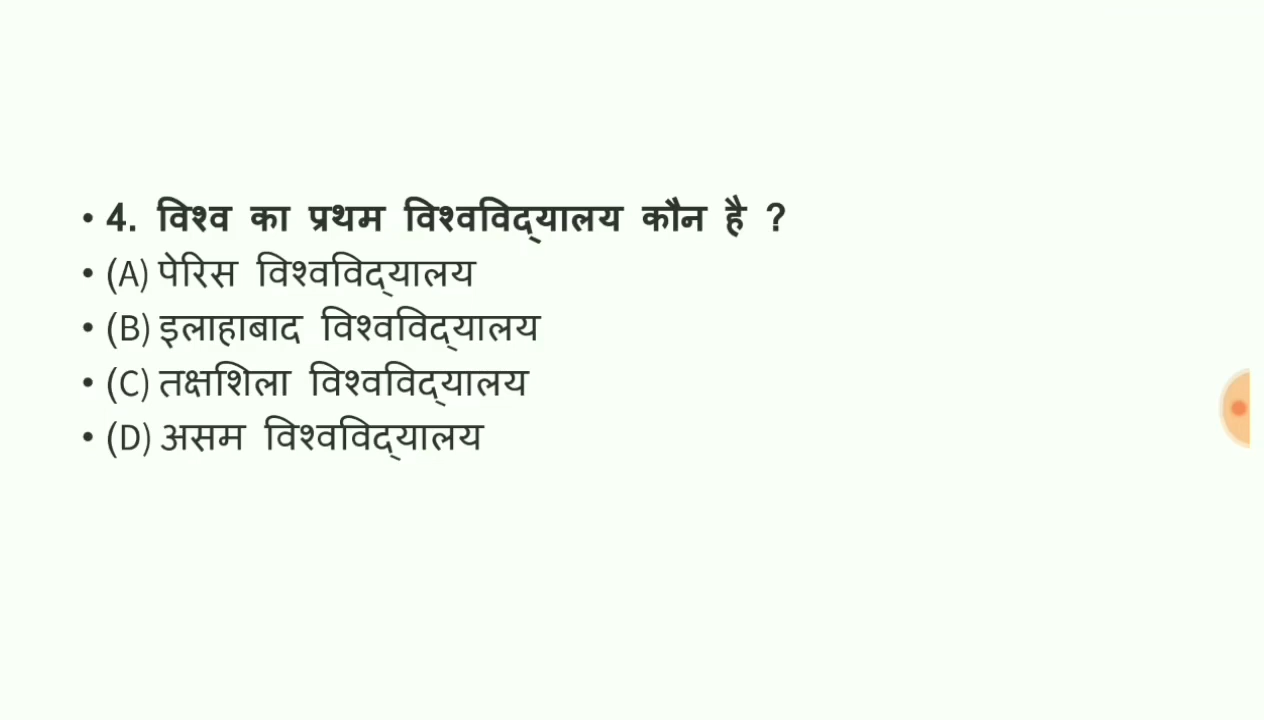 • 4. विश्व का प्रथम विश्वविद्यालय कौन है ?
• (A) पेरिस विश्वविद्यालय
• (B) इलाहाबाद विश्वविद्यालय
• (C) तक्षशिला विश्वविद्यालय
• (D) असम विश्वविद्यालय